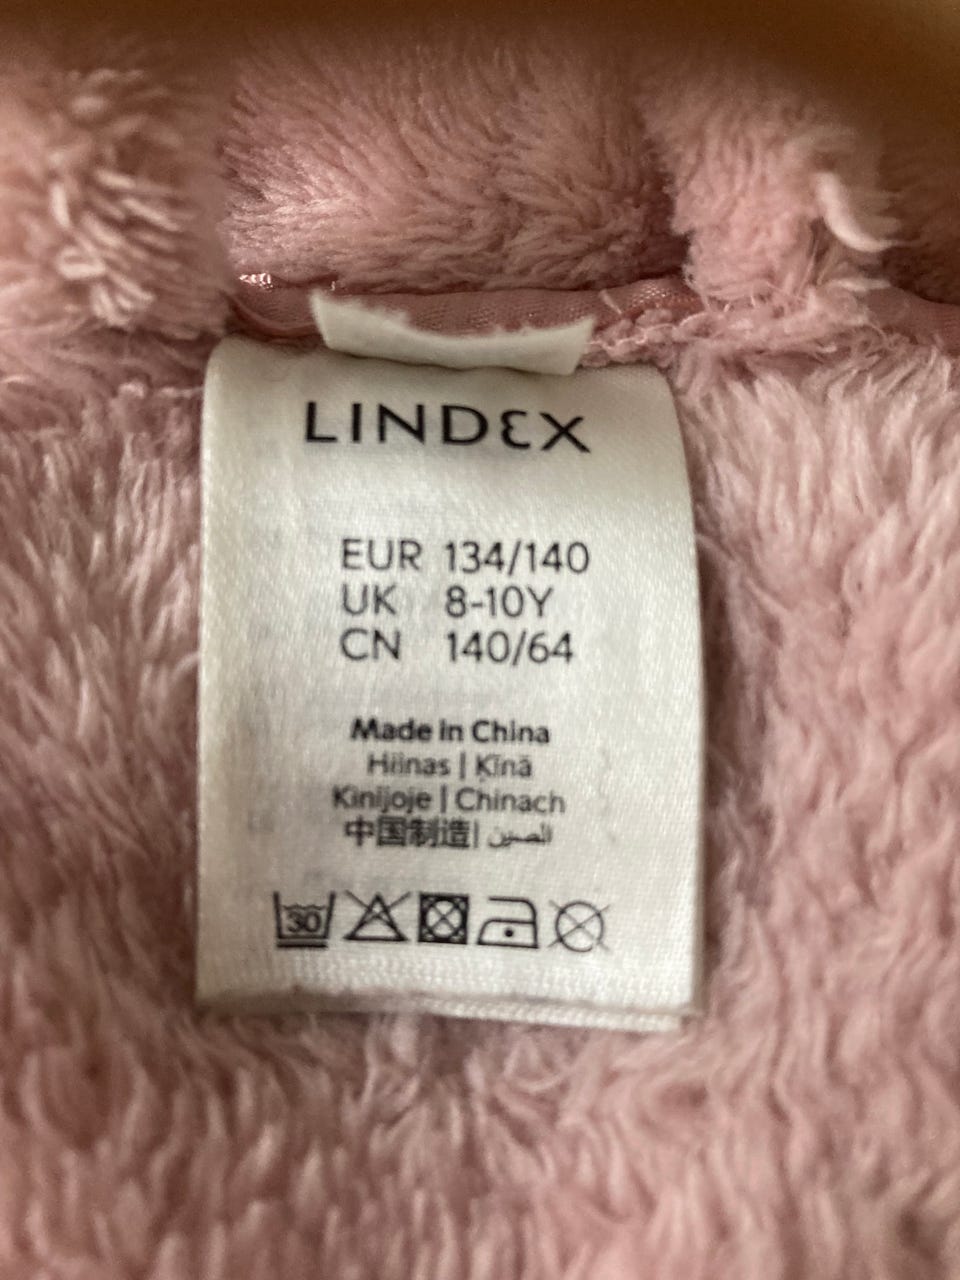 LINDEX
EUR 134/140
UK 8-10Y
CN 140/64
Made in China
Hiinas | Ķīnā
Kinijoje | Chinach
中国制造| الصين
30